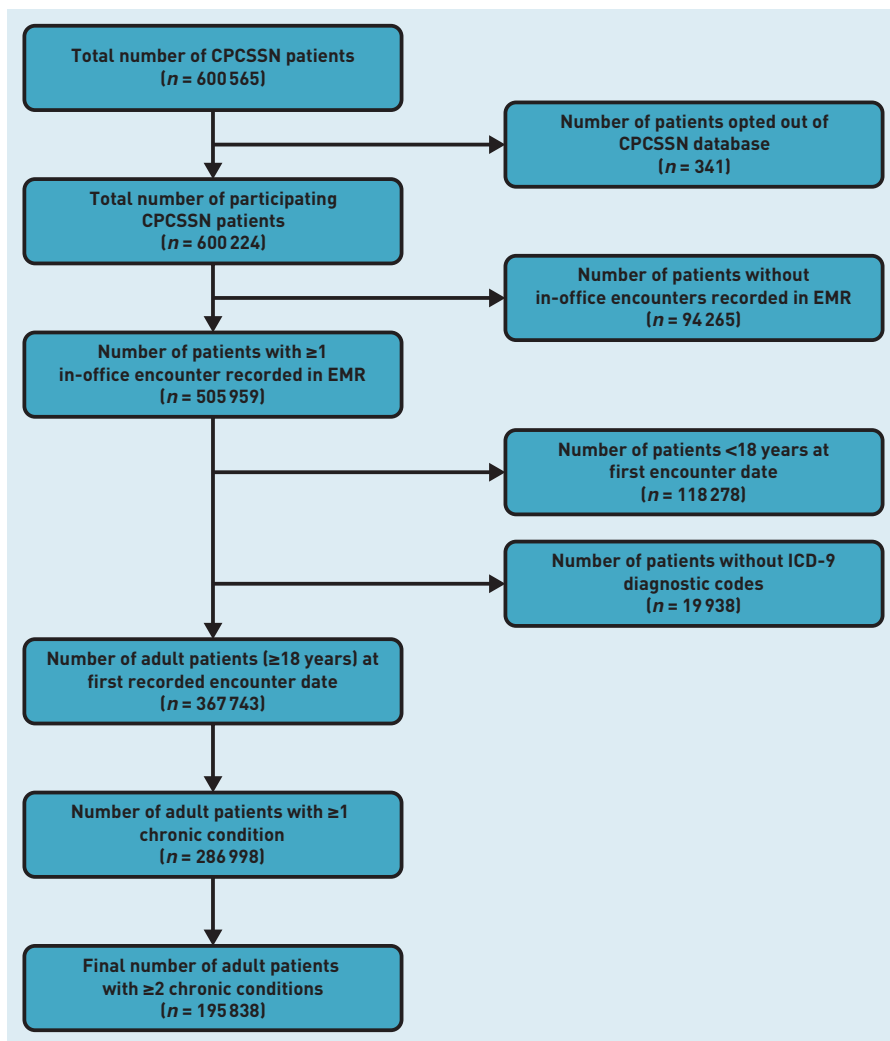 Total number of CPCSSN patients
(n = 600 565)
Number of patients opted out of
CPCSSN database
(n = 341)
Total number of participating
CPCSSN patients
(n = 600 224)
Number of patients without
in-office encounters recorded in EMR
(n = 94 265)
Number of patients with ≥1
in-office encounter recorded in EMR
(n = 505 959)
Number of patients <18 years at
first encounter date
(n = 118 278)
Number of patients without ICD-9
diagnostic codes
(n = 19 938)
Number of adult patients (≥18 years) at
first recorded encounter date
(n = 367 743)
Number of adult patients with ≥1
chronic condition
(n = 286 998)
Final number of adult patients
with ≥2 chronic conditions
(n = 195 838)